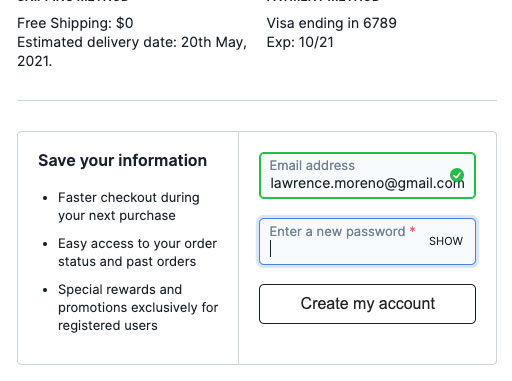 Free Shipping: $0
Estimated delivery date: 20th May,
2021.
Visa ending in 6789
Exp: 10/21
Save your information
• Faster checkout during
your next purchase
• Easy access to your order
status and past orders
• Special rewards and
promotions exclusively for
registered users
Email address
lawrence.moreno@gmail.com
Enter a new password *
SHOW
Create my account